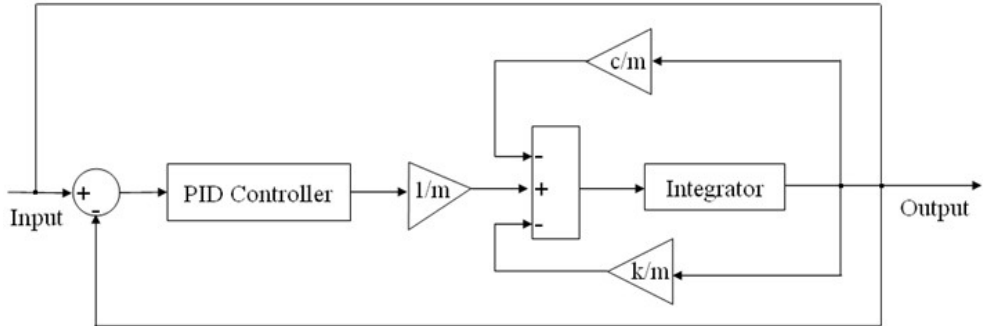 c/m
-
+
PID Controller
1/m
+
Integrator
Input
-
Output
-
k/m